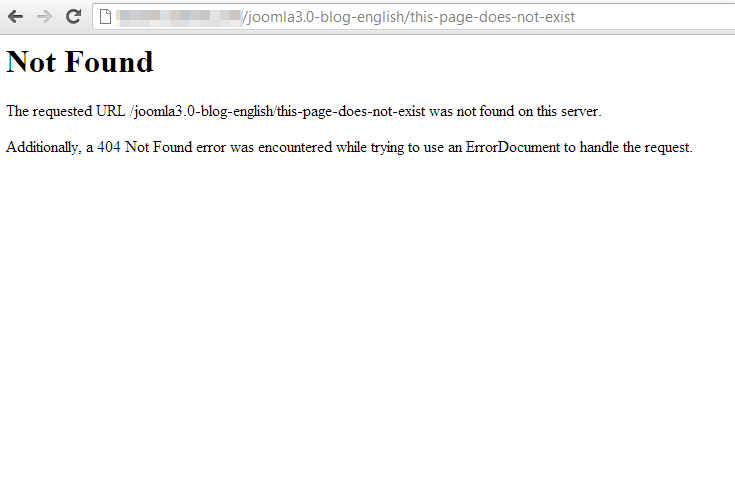 /joomla3.0-blog-english/this-page-does-not-exist
Not Found
The requested URL /joomla3.0-blog-english/this-page-does-not-exist was not found on this server.
Additionally, a 404 Not Found error was encountered while trying to use an ErrorDocument to handle the request.